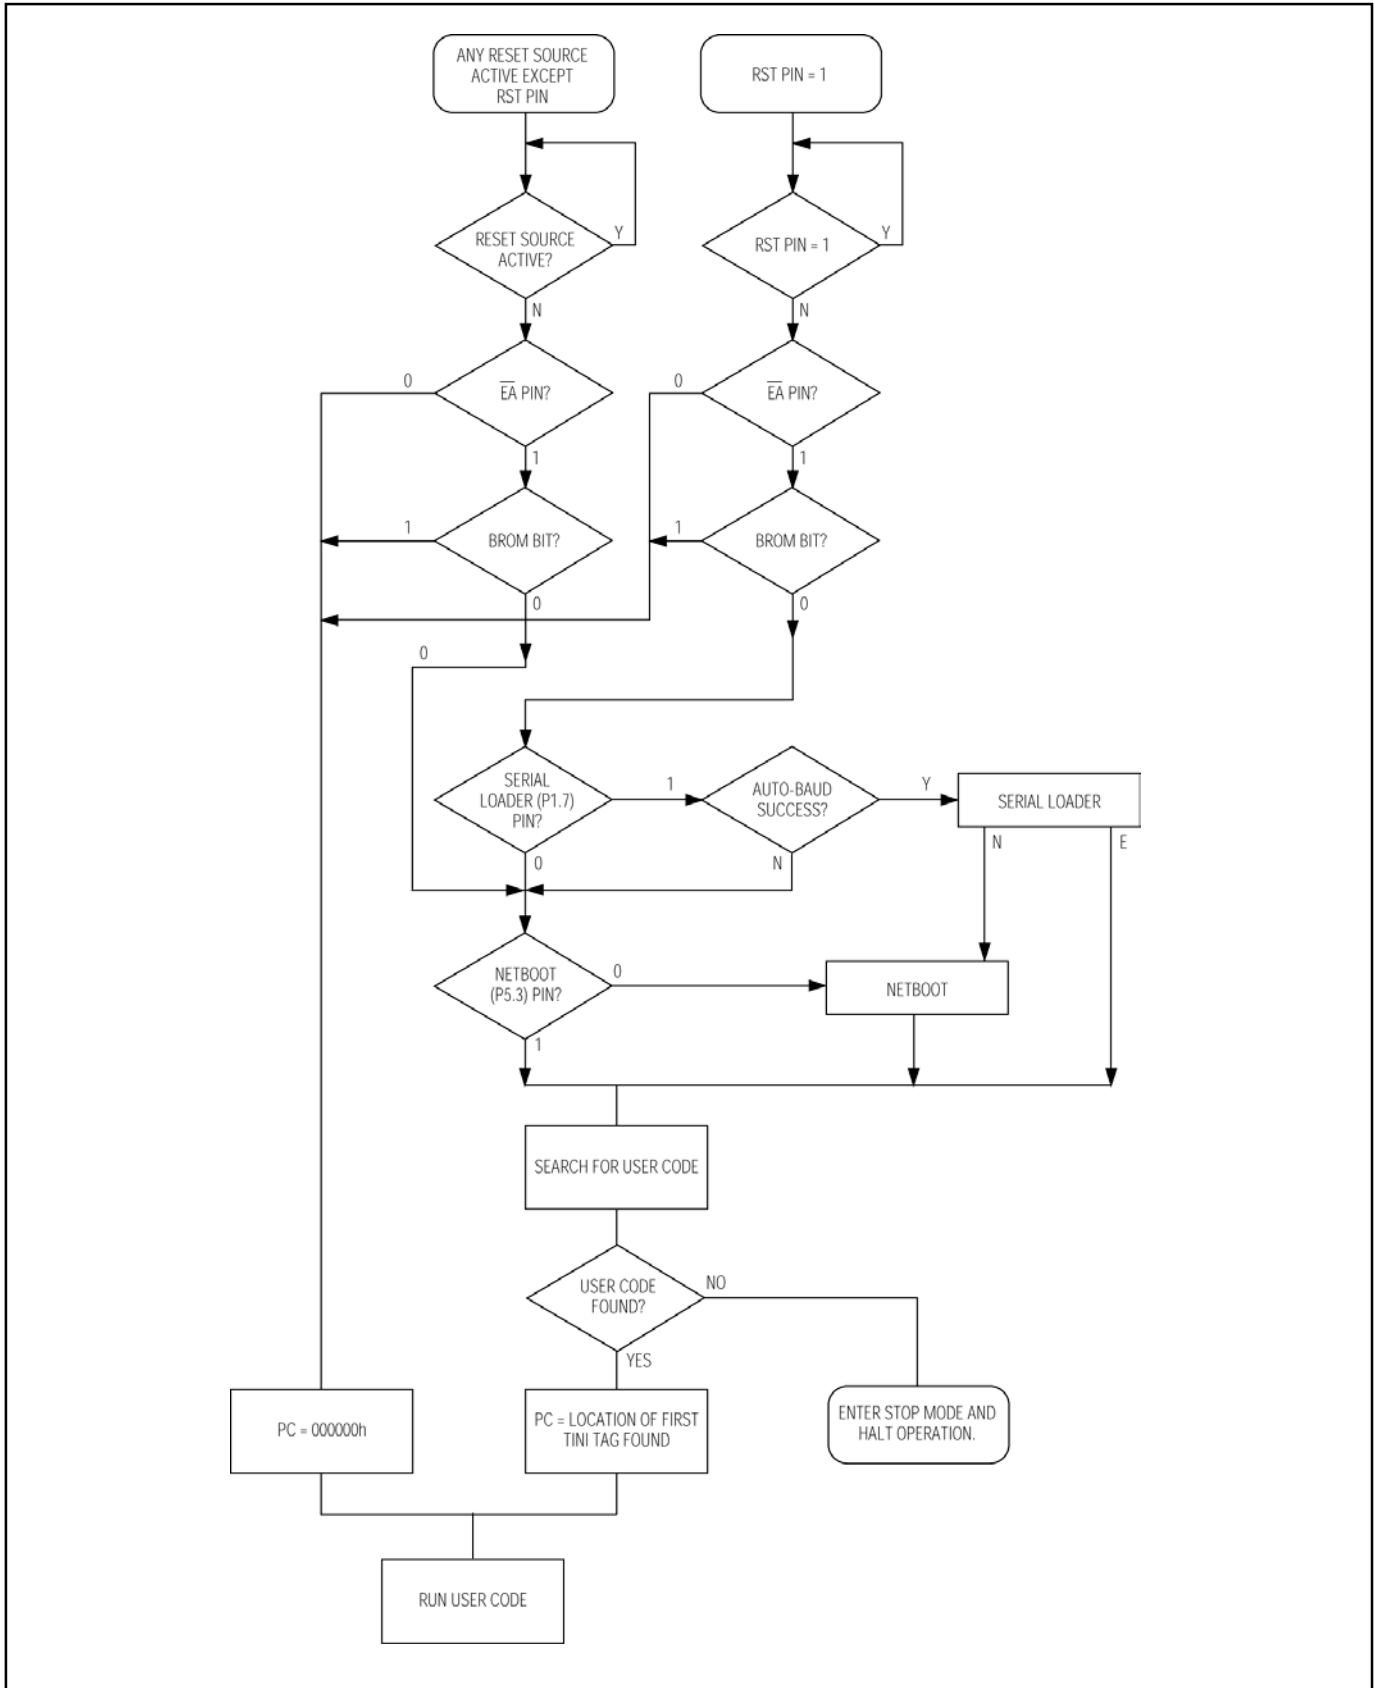 ANY RESET SOURCE
ACTIVE EXCEPT
RST PIN
RST PIN = 1
RESET SOURCE
ACTIVE?
Y
RST PIN = 1
Y
N
N
0
E̅A̅ PIN?
0
E̅A̅ PIN?
1
1
1
BROM BIT?
1
BROM BIT?
0
0
0
SERIAL
LOADER (P1.7)
PIN?
1
AUTO-BAUD
SUCCESS?
Y
SERIAL LOADER
0
N
N
E
NETBOOT
(P5.3) PIN?
0
NETBOOT
1
SEARCH FOR USER CODE
USER CODE
FOUND?
NO
YES
PC = 000000h
PC = LOCATION OF FIRST
TINI TAG FOUND
ENTER STOP MODE AND
HALT OPERATION.
RUN USER CODE